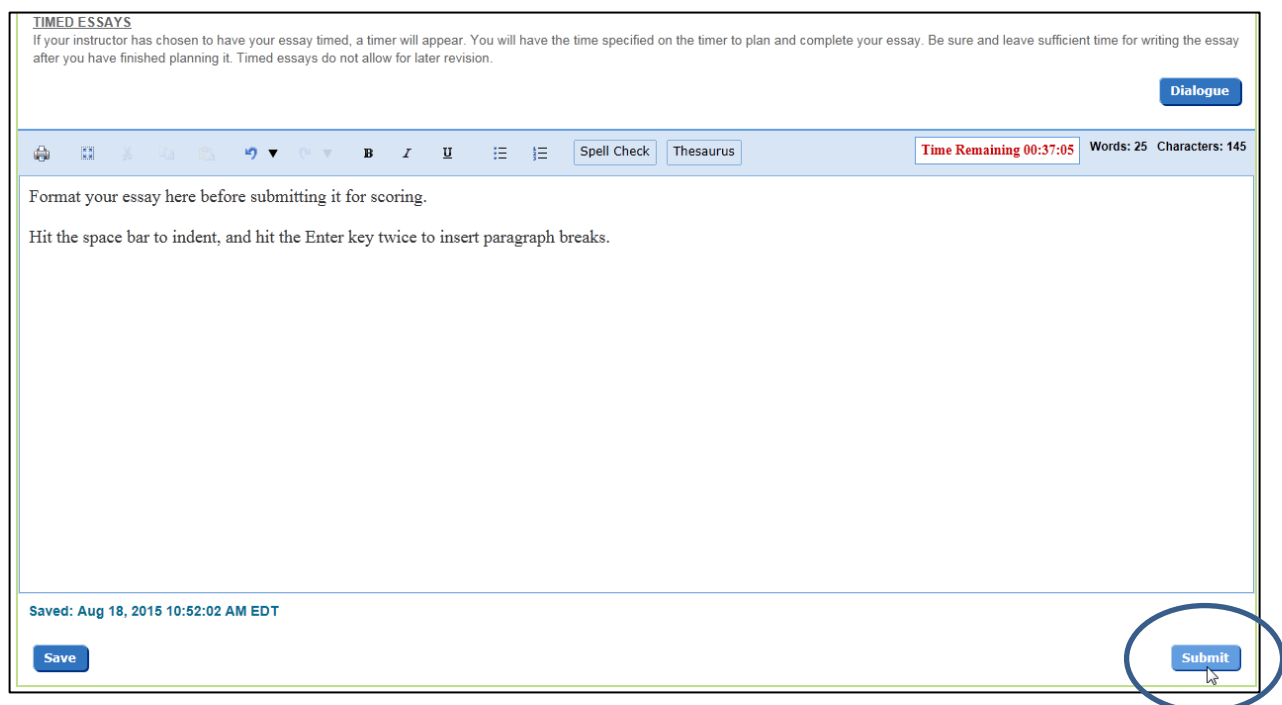 TIMED ESSAYS
If your instructor has chosen to have your essay timed, a timer will appear. You will have the time specified on the timer to plan and complete your essay. Be sure and leave sufficient time for writing the essay
after you have finished planning it. Timed essays do not allow for later revision.
Dialogue
B I U Spell Check Thesaurus Time Remaining 00:37:05 Words: 25 Characters: 145
Format your essay here before submitting it for scoring.
Hit the space bar to indent, and hit the Enter key twice to insert paragraph breaks.
Saved: Aug 18, 2015 10:52:02 AM EDT
Save Submit